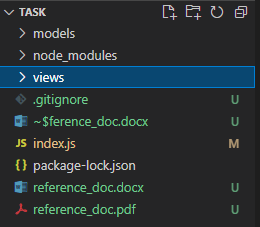 TASK
models
node_modules
views
.gitignore U
~$ference_doc.docx U
index.js M
package-lock.json
reference_doc.docx U
reference_doc.pdf U